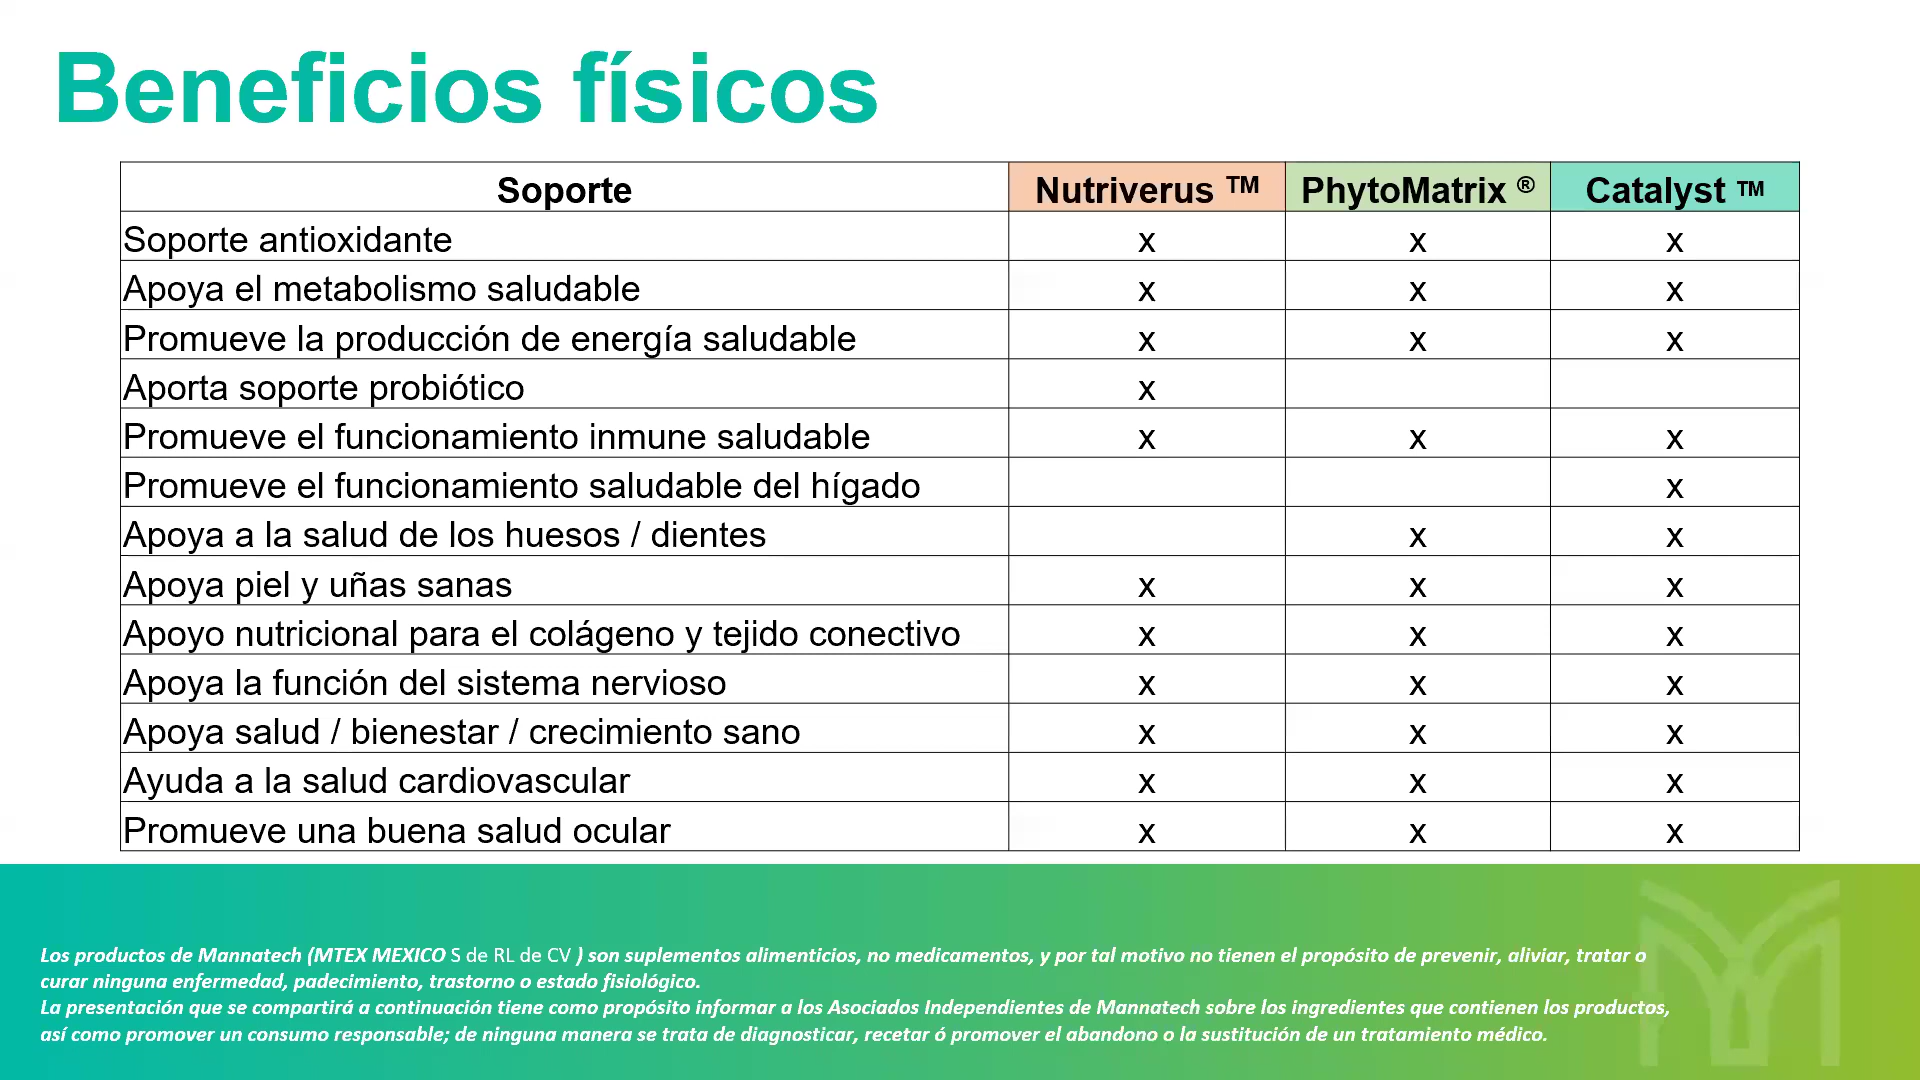 Beneficios físicos
Soporte Nutriverus TM PhytoMatrix ® Catalyst TM
Soporte antioxidante x x x
Apoya el metabolismo saludable x x x
Promueve la producción de energía saludable x x x
Aporta soporte probiótico x
Promueve el funcionamiento inmune saludable x x x
Promueve el funcionamiento saludable del hígado x
Apoya a la salud de los huesos / dientes x x
Apoya piel y uñas sanas x x x
Apoyo nutricional para el colágeno y tejido conectivo x x x
Apoya la función del sistema nervioso x x x
Apoya salud / bienestar / crecimiento sano x x x
Ayuda a la salud cardiovascular x x x
Promueve una buena salud ocular x x x
Los productos de Mannatech (MTEX MEXICO S de RL de CV ) son suplementos alimenticios, no medicamentos, y por tal motivo no tienen el propósito de prevenir, aliviar, tratar o
curar ninguna enfermedad, padecimiento, trastorno o estado fisiológico.
La presentación que se compartirá a continuación tiene como propósito informar a los Asociados Independientes de Mannatech sobre los ingredientes que contienen los productos,
así como promover un consumo responsable; de ninguna manera se trata de diagnosticar, recetar ó promover el abandono o la sustitución de un tratamiento médico.